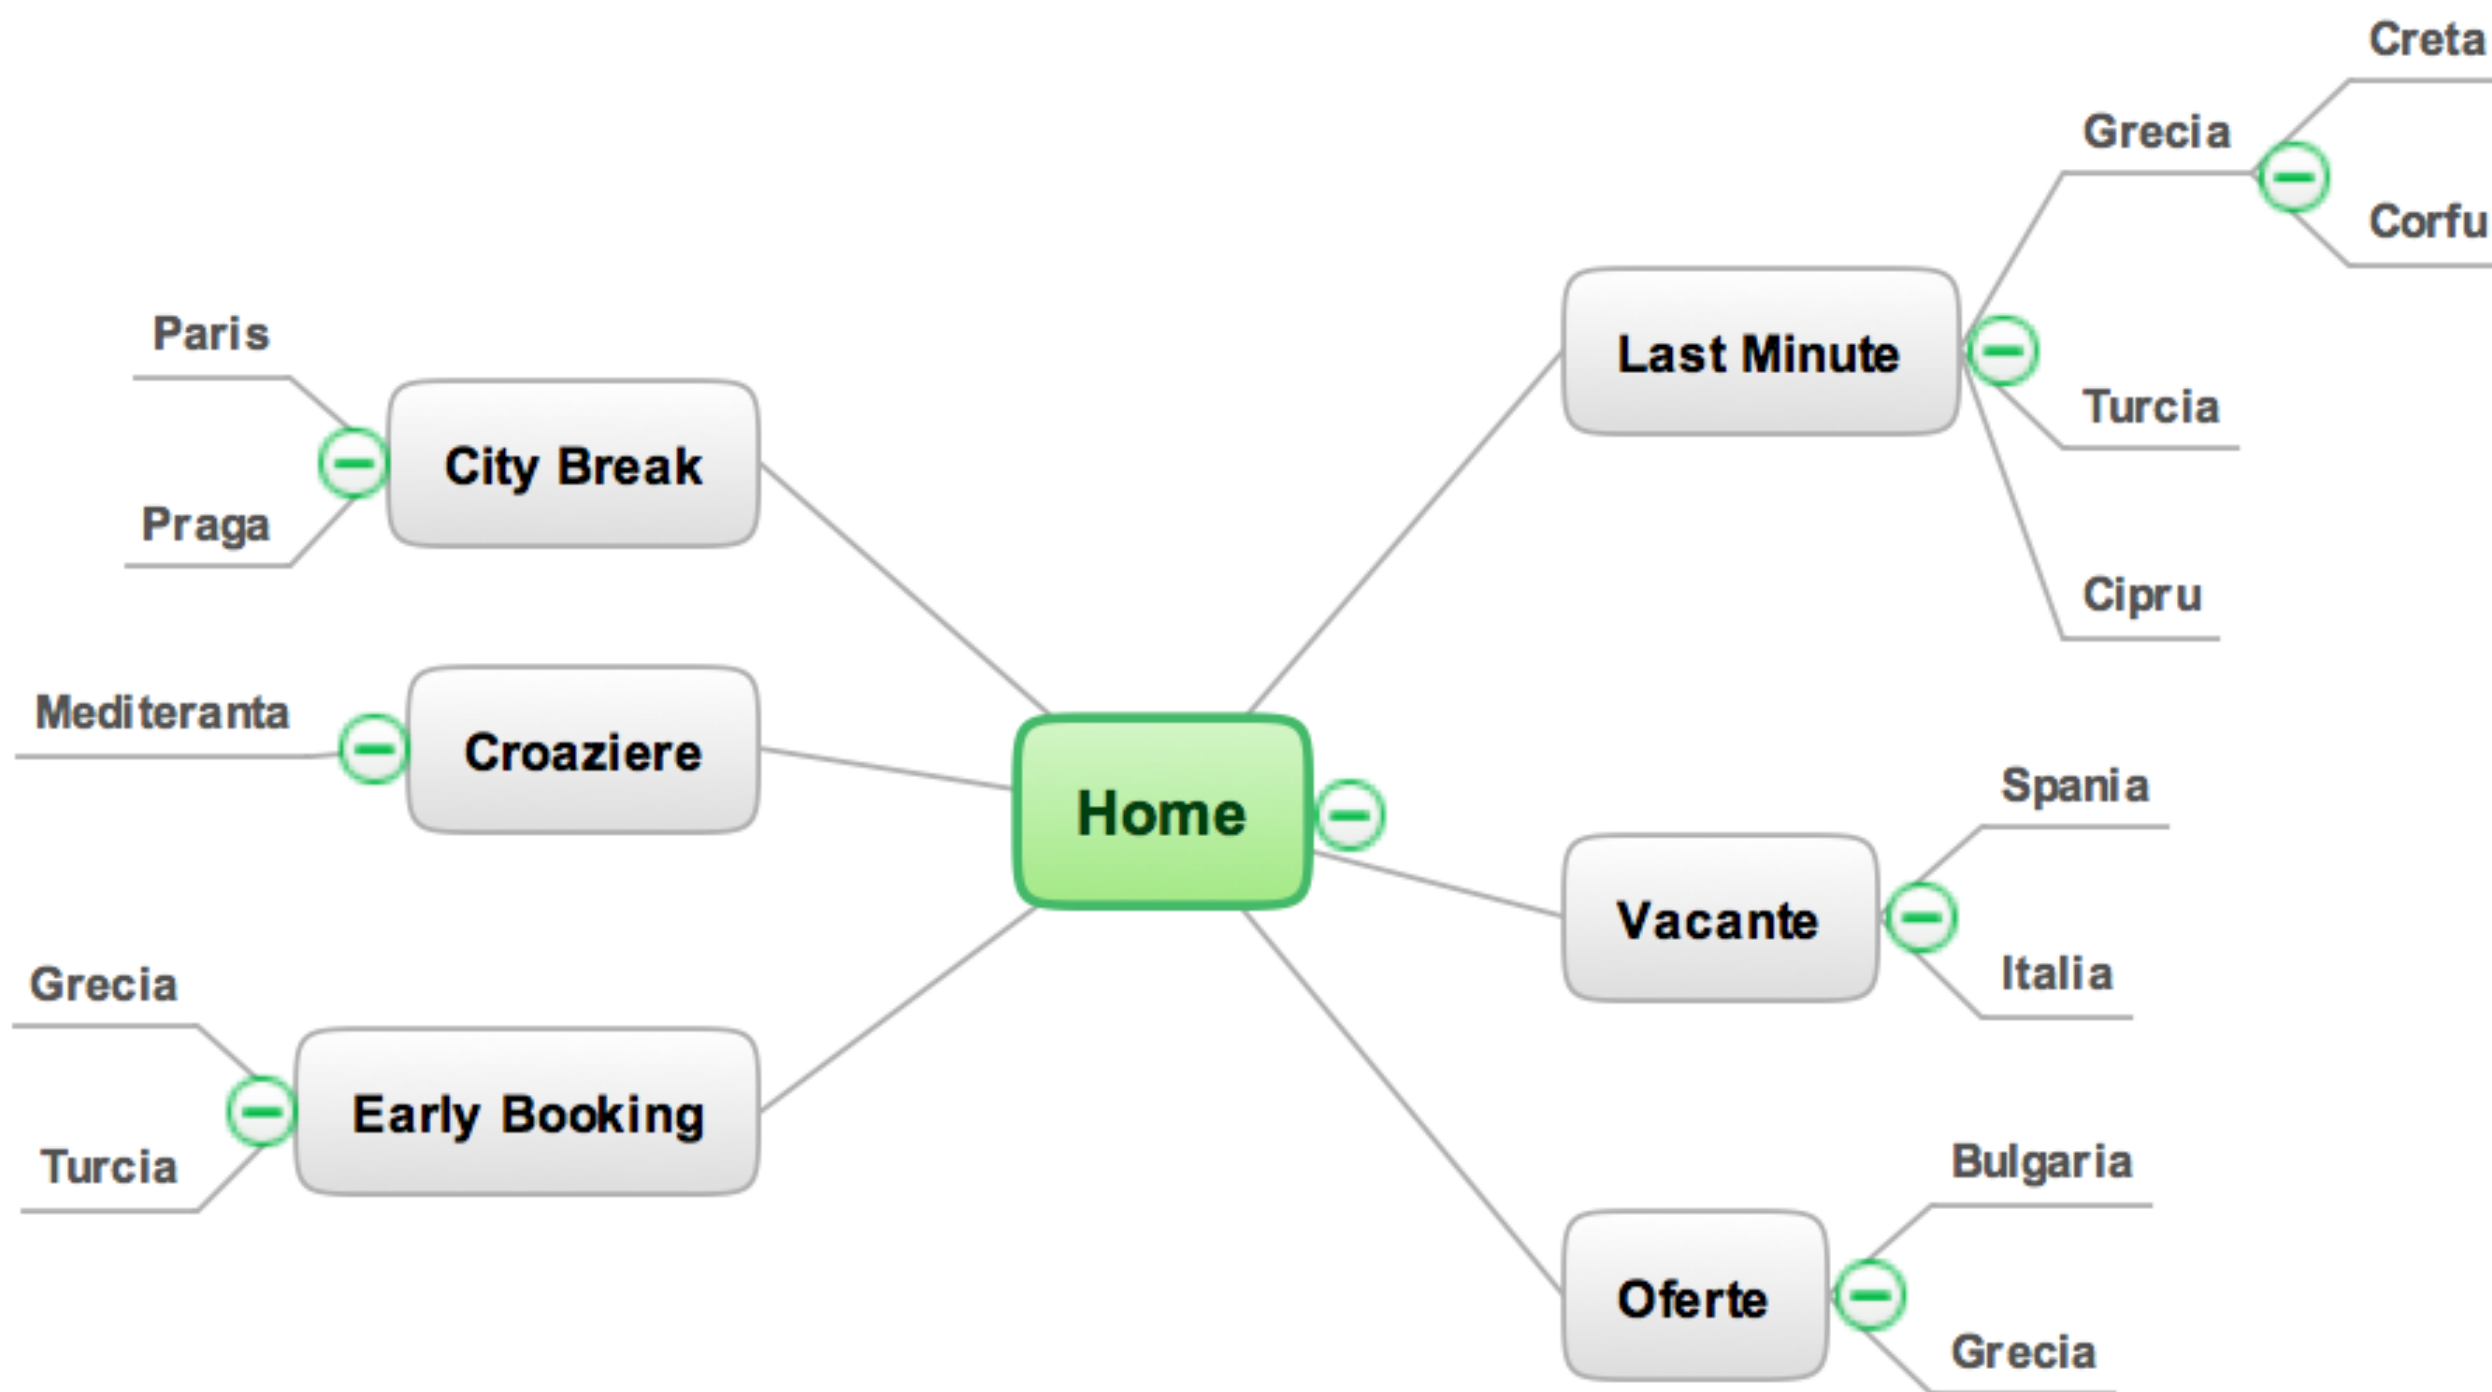 Creta
Grecia
Corfu
Last Minute
Turcia
Cipru
Paris
City Break
Praga
Mediteranta
Croaziere
Home
Spania
Vacante
Italia
Grecia
Early Booking
Turcia
Bulgaria
Oferte
Grecia